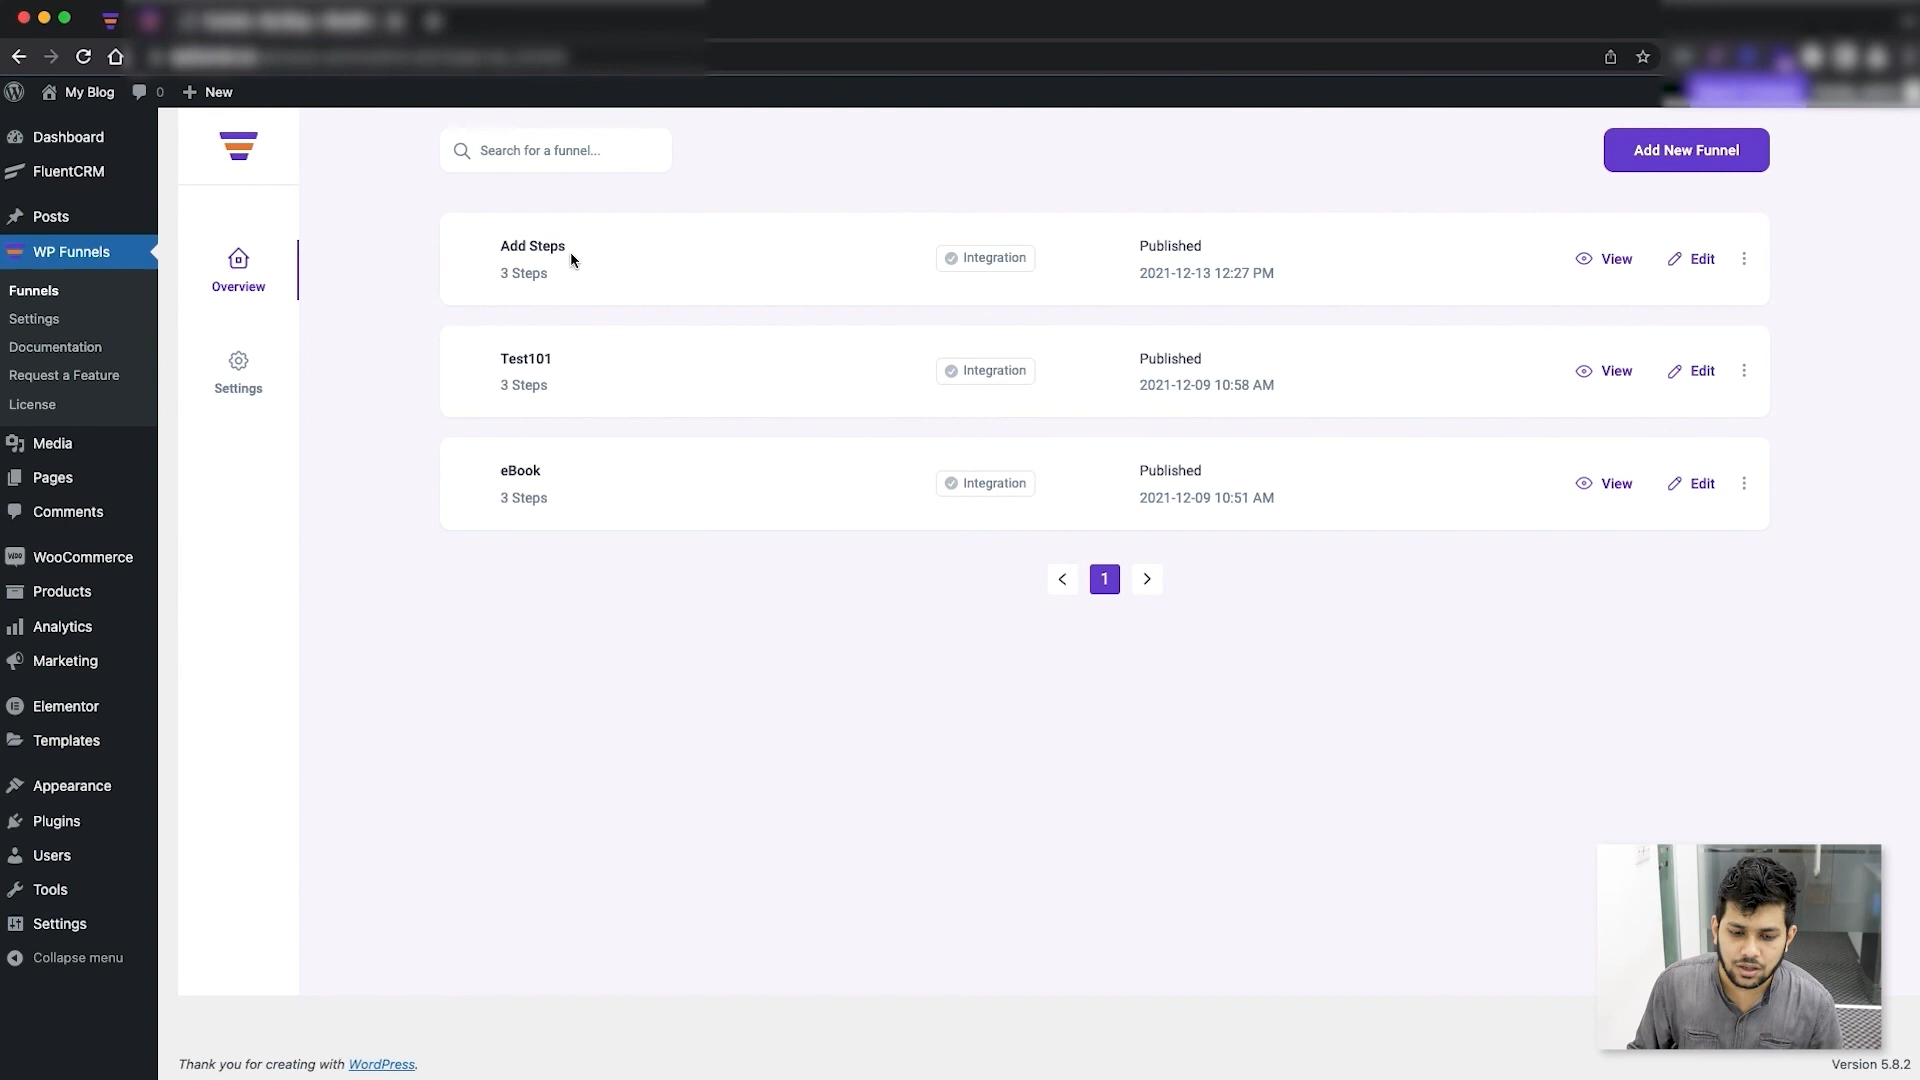 My Blog
0
New
Dashboard
FluentCRM
Posts
WP Funnels
Funnels
Settings
Documentation
Request a Feature
License
Media
Pages
Comments
WooCommerce
Products
Analytics
Marketing
Elementor
Templates
Appearance
Plugins
Users
Tools
Settings
Collapse menu
Overview
Settings
Search for a funnel...
Add New Funnel
Add Steps
3 Steps
Integration
Published
2021-12-13 12:27 PM
View
Edit
Test101
3 Steps
Integration
Published
2021-12-09 10:58 AM
View
Edit
eBook
3 Steps
Integration
Published
2021-12-09 10:51 AM
View
Edit
1
Thank you for creating with WordPress.
Version 5.8.2